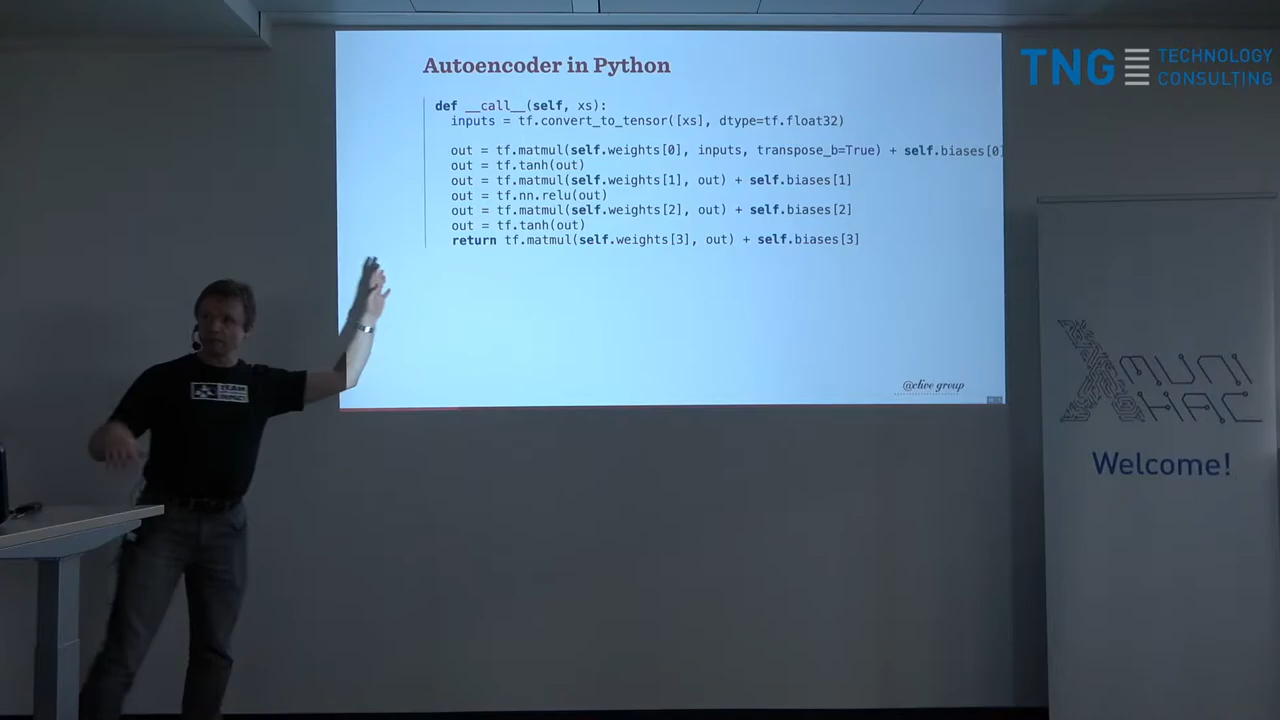 Autoencoder in Python
def __call__(self, xs):
inputs = tf.convert_to_tensor([xs], dtype=tf.float32)
out = tf.matmul(self.weights[0], inputs, transpose_b=True) + self.biases[0]
out = tf.tanh(out)
out = tf.matmul(self.weights[1], out) + self.biases[1]
out = tf.nn.relu(out)
out = tf.matmul(self.weights[2], out) + self.biases[2]
out = tf.tanh(out)
return tf.matmul(self.weights[3], out) + self.biases[3]
TNG TECHNOLOGY
CONSULTING
MUNI
HAC
Welcome!
TEAM